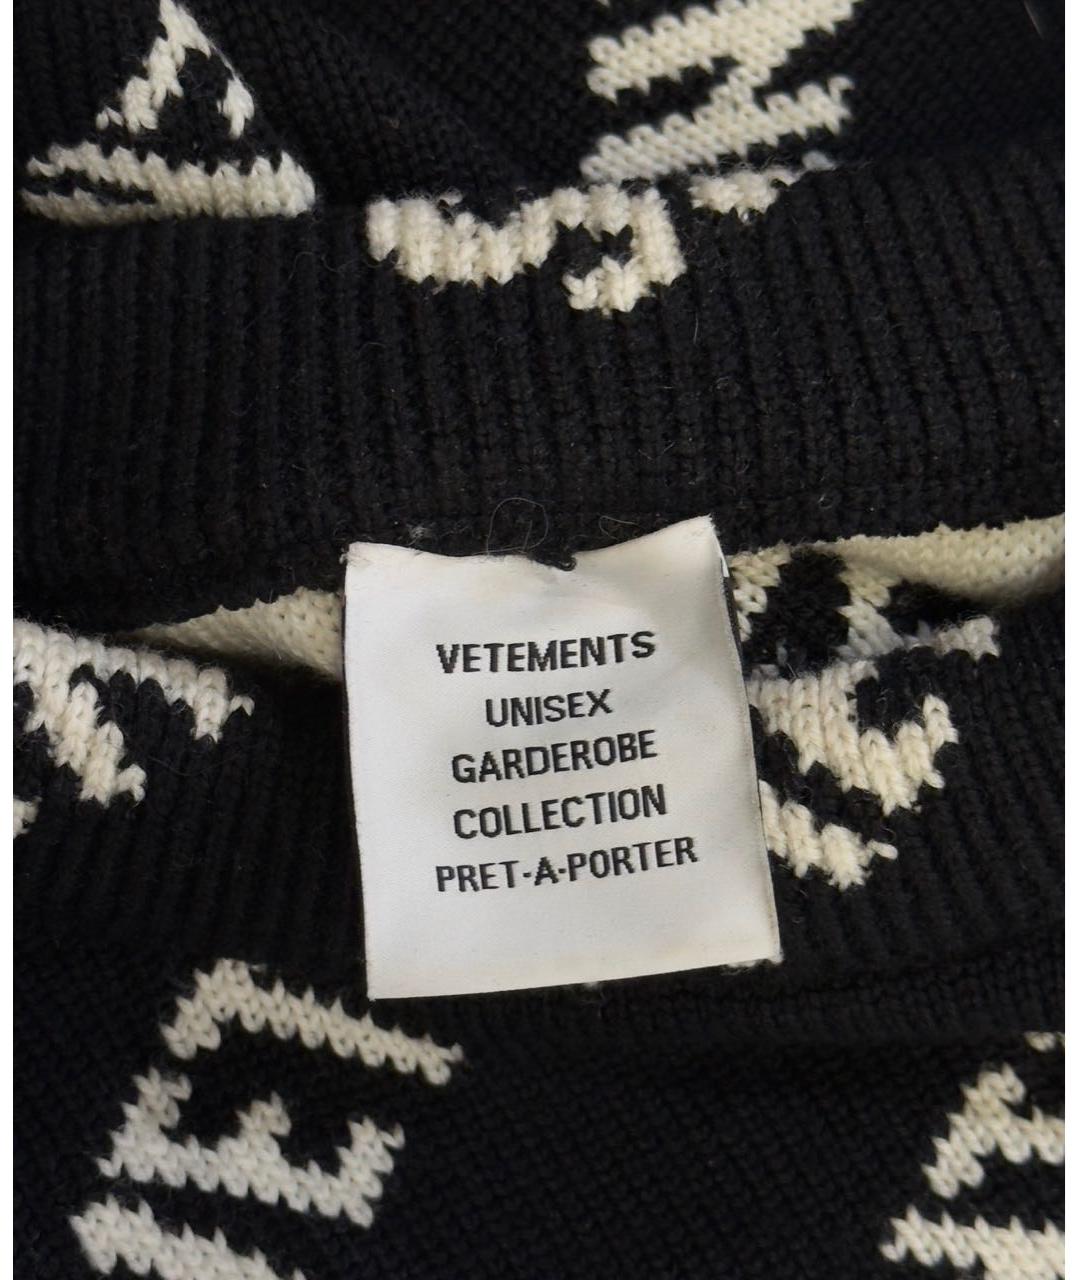 VETEMENTS
UNISEX
GARDEROBE
COLLECTION
PRET-A-PORTER